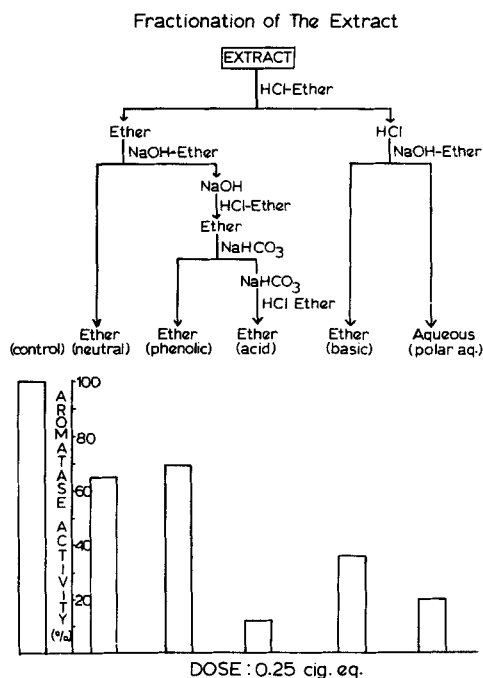 Fractionation of The Extract
EXTRACT
HCl-Ether
Ether HCl
NaOH-Ether NaOH-Ether
NaOH
HCl-Ether
Ether
NaHCO3
NaHCO3
HCl Ether
Ether Ether Ether Ether Aqueous
(control) (neutral) (phenolic) (acid) (basic) (polar aq.)
100
80
60
40
20
AROMATASE ACTIVITY (%)
DOSE : 0.25 cig. eq.